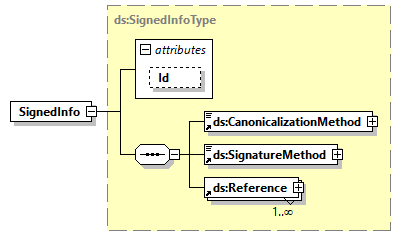 ds:SignedInfoType
attributes
Id
SignedInfo
ds:CanonicalizationMethod
ds:SignatureMethod
ds:Reference
1..∞